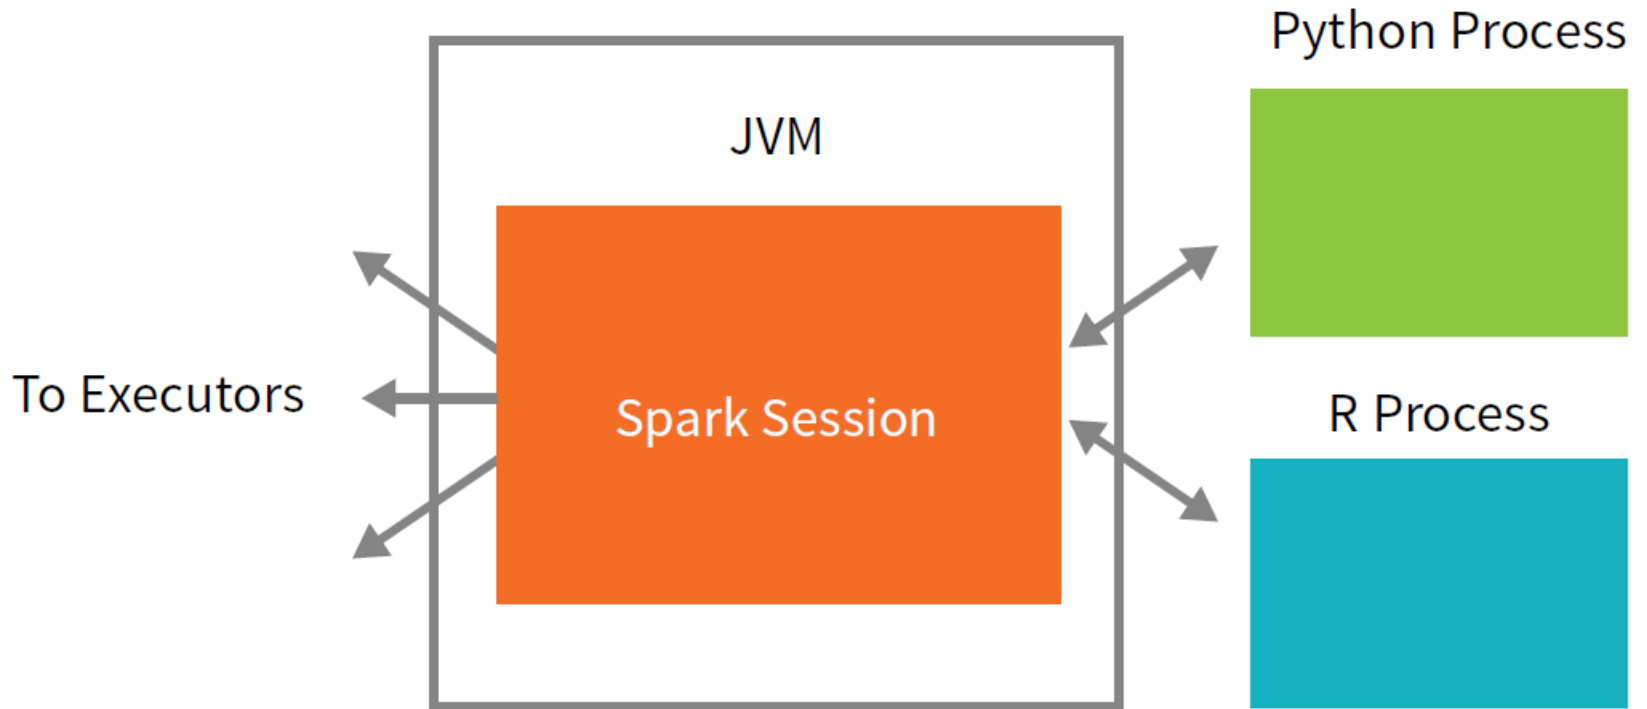 Python Process
JVM
To Executors
Spark Session
R Process